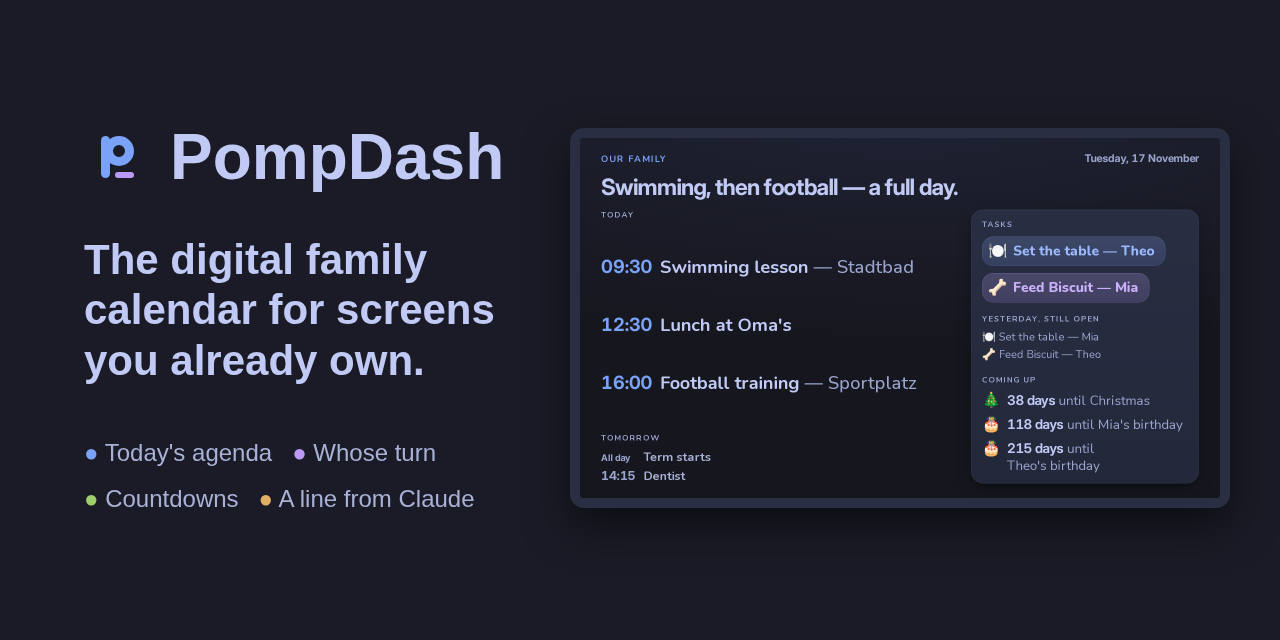 PompDash
The digital family
calendar for screens
you already own.
Today's agenda
Whose turn
Countdowns
A line from Claude
OUR FAMILY
Tuesday, 17 November
Swimming, then football — a full day.
TODAY
09:30 Swimming lesson — Stadtbad
12:30 Lunch at Oma's
16:00 Football training — Sportplatz
TOMORROW
All day Term starts
14:15 Dentist
TASKS
Set the table — Theo
Feed Biscuit — Mia
YESTERDAY, STILL OPEN
Set the table — Mia
Feed Biscuit — Theo
COMING UP
38 days until Christmas
118 days until Mia's birthday
215 days until
Theo's birthday